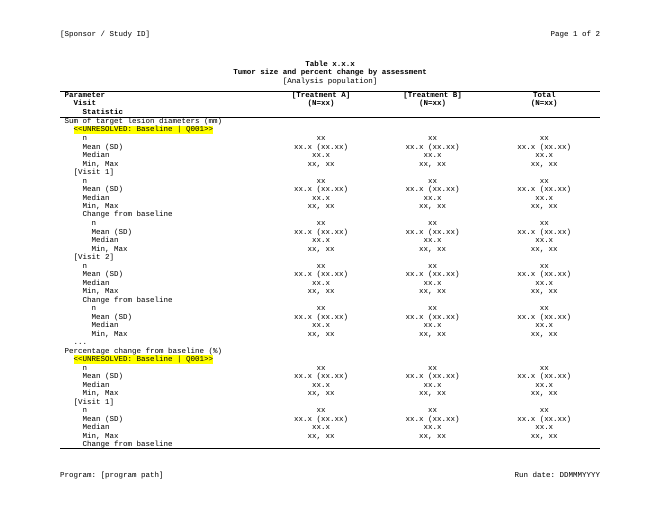 [Sponsor / Study ID] Page 1 of 2
Table x.x.x
Tumor size and percent change by assessment
[Analysis population]
Parameter [Treatment A] [Treatment B] Total
Visit (N=xx) (N=xx) (N=xx)
Statistic
Sum of target lesion diameters (mm)
<<UNRESOLVED: Baseline | Q001>>
n xx xx xx
Mean (SD) xx.x (xx.xx) xx.x (xx.xx) xx.x (xx.xx)
Median xx.x xx.x xx.x
Min, Max xx, xx xx, xx xx, xx
[Visit 1]
n xx xx xx
Mean (SD) xx.x (xx.xx) xx.x (xx.xx) xx.x (xx.xx)
Median xx.x xx.x xx.x
Min, Max xx, xx xx, xx xx, xx
Change from baseline
n xx xx xx
Mean (SD) xx.x (xx.xx) xx.x (xx.xx) xx.x (xx.xx)
Median xx.x xx.x xx.x
Min, Max xx, xx xx, xx xx, xx
[Visit 2]
n xx xx xx
Mean (SD) xx.x (xx.xx) xx.x (xx.xx) xx.x (xx.xx)
Median xx.x xx.x xx.x
Min, Max xx, xx xx, xx xx, xx
Change from baseline
n xx xx xx
Mean (SD) xx.x (xx.xx) xx.x (xx.xx) xx.x (xx.xx)
Median xx.x xx.x xx.x
Min, Max xx, xx xx, xx xx, xx
...
Percentage change from baseline (%)
<<UNRESOLVED: Baseline | Q001>>
n xx xx xx
Mean (SD) xx.x (xx.xx) xx.x (xx.xx) xx.x (xx.xx)
Median xx.x xx.x xx.x
Min, Max xx, xx xx, xx xx, xx
[Visit 1]
n xx xx xx
Mean (SD) xx.x (xx.xx) xx.x (xx.xx) xx.x (xx.xx)
Median xx.x xx.x xx.x
Min, Max xx, xx xx, xx xx, xx
Change from baseline
Program: [program path] Run date: DDMMMYYYY